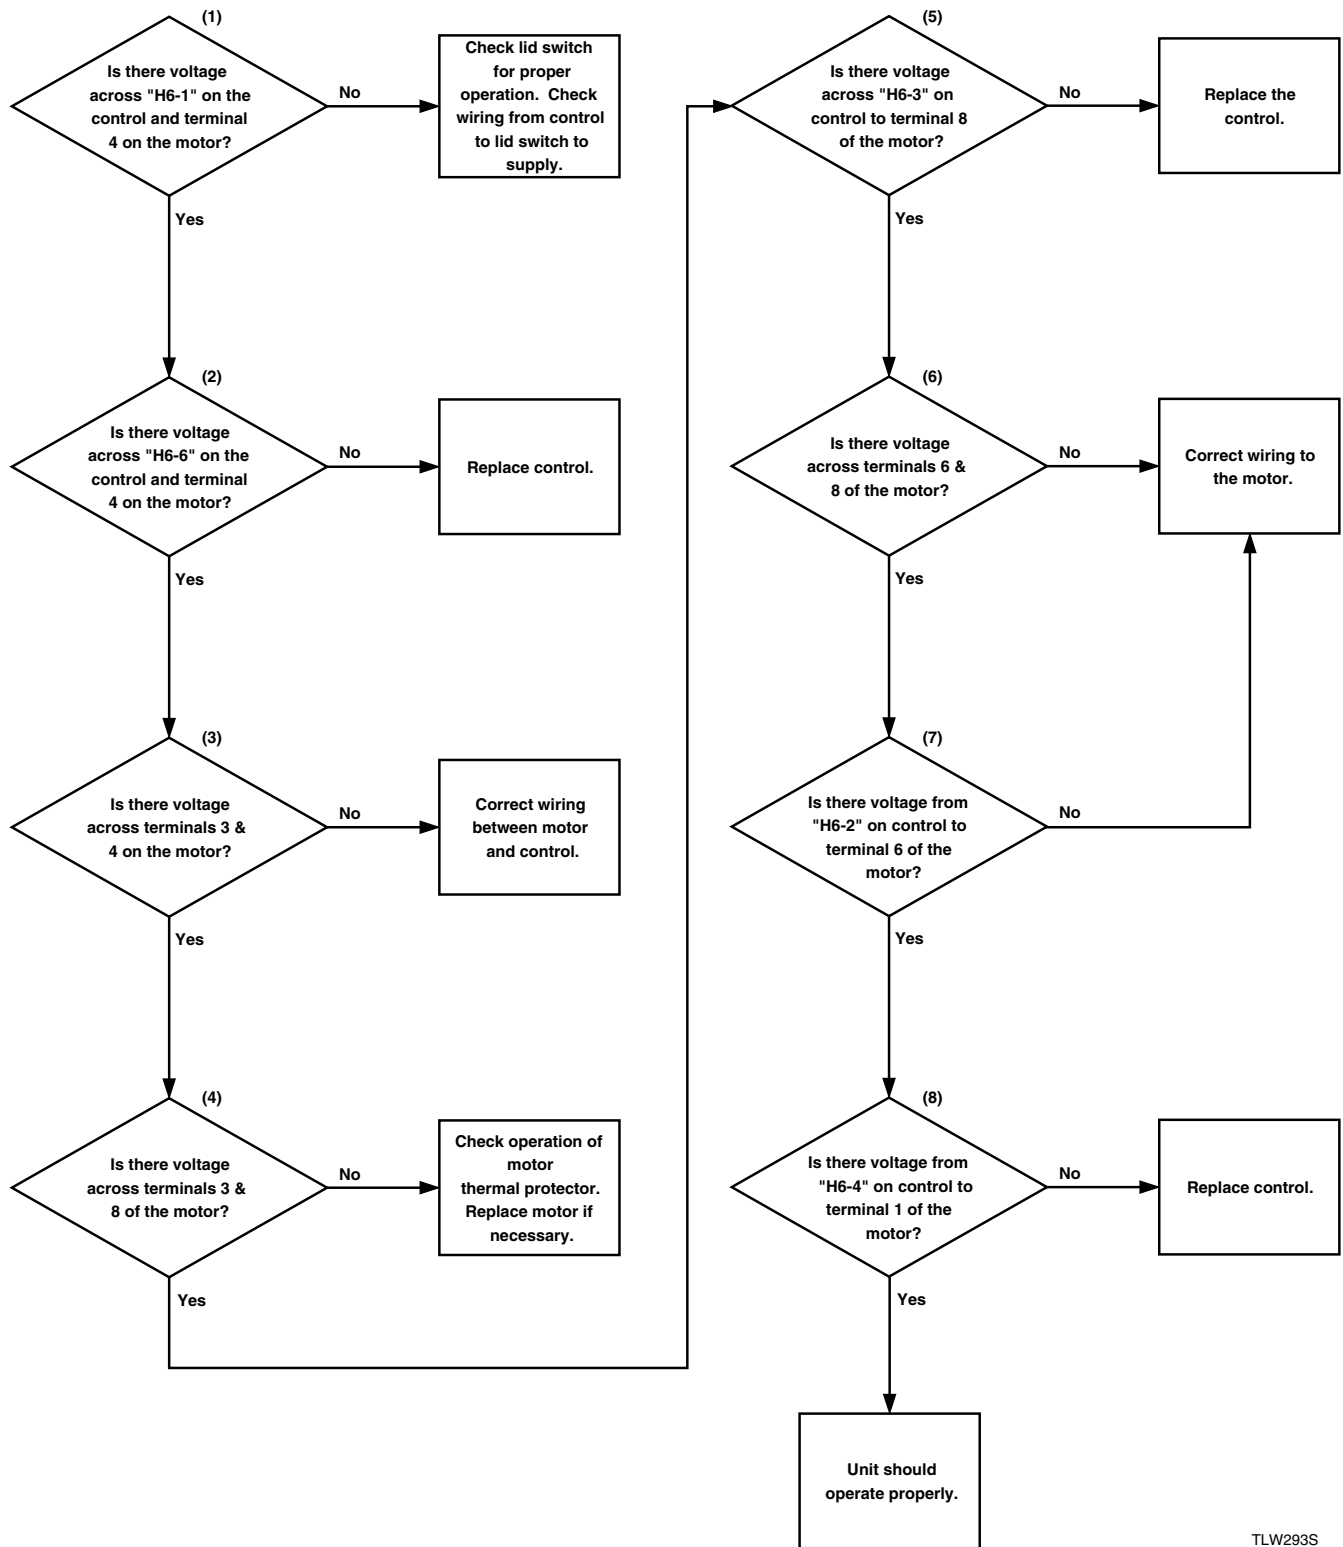 (1)
Is there voltage
across "H6-1" on the
control and terminal
4 on the motor?
No
Check lid switch
for proper
operation. Check
wiring from control
to lid switch to
supply.
Yes
(2)
Is there voltage
across "H6-6" on the
control and terminal
4 on the motor?
No
Replace control.
Yes
(3)
Is there voltage
across terminals 3 &
4 on the motor?
No
Correct wiring
between motor
and control.
Yes
(4)
Is there voltage
across terminals 3 &
8 of the motor?
No
Check operation of
motor
thermal protector.
Replace motor if
necessary.
Yes
(5)
Is there voltage
across "H6-3" on
control to terminal 8
of the motor?
No
Replace the
control.
Yes
(6)
Is there voltage
across terminals 6 &
8 of the motor?
No
Correct wiring to
the motor.
Yes
(7)
Is there voltage from
"H6-2" on control to
terminal 6 of the
motor?
No
Yes
(8)
Is there voltage from
"H6-4" on control to
terminal 1 of the
motor?
No
Replace control.
Yes
Unit should
operate properly.
TLW293S